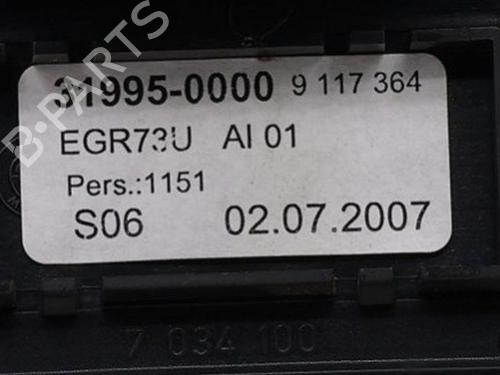 B-PARTS
31995-0000 9 117 364
EGR73U AI 01
Pers.:1151
S06 02.07.2007
7 034 100